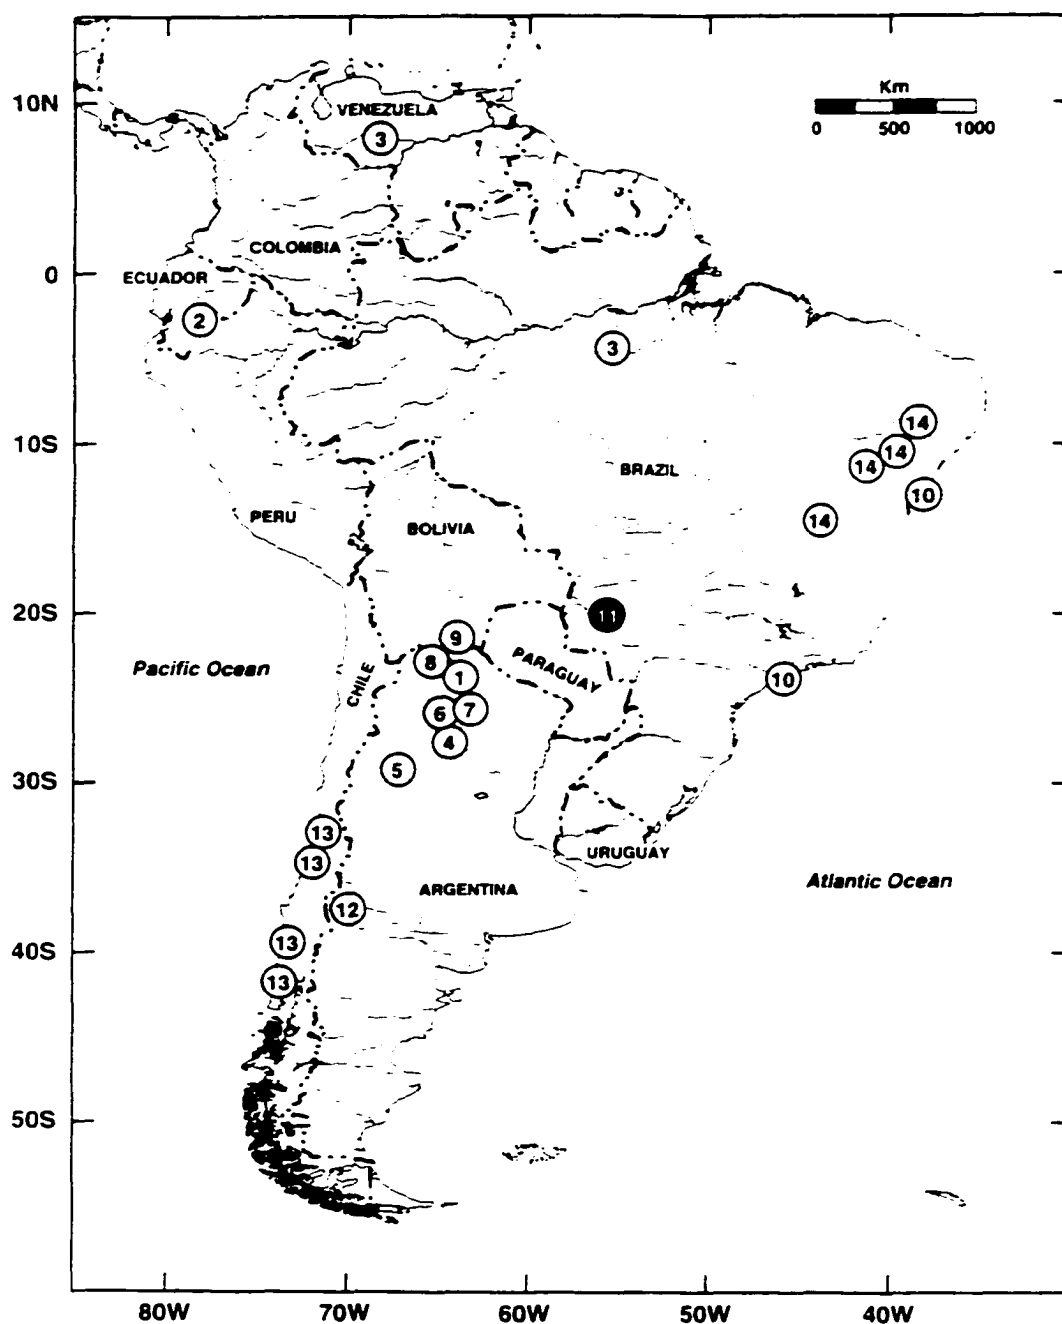 Km
10N
VENEZUELA
0 500 1000
3
COLOMBIA
0
ECUADOR
2
3
14
10S
14
BRAZIL
14
10
PERU
14
BOLIVIA
20S
11
9
Pacific Ocean
8
PARAGUAY
CHILE
1
10
6
7
4
5
30S
13
URUGUAY
13
ARGENTINA
Atlantic Ocean
12
13
40S
13
50S
80W 70W 60W 50W 40W